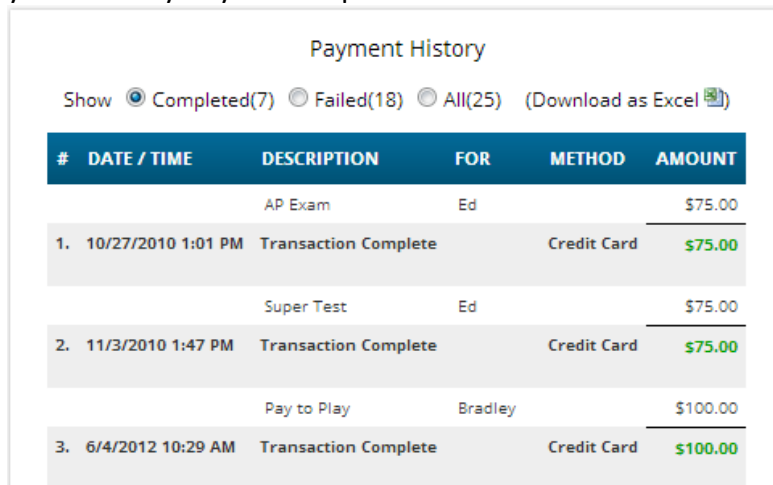 Payment History
Show Completed(7) Failed(18) All(25) (Download as Excel )
# DATE / TIME DESCRIPTION FOR METHOD AMOUNT
AP Exam Ed $75.00
1. 10/27/2010 1:01 PM Transaction Complete Credit Card $75.00
Super Test Ed $75.00
2. 11/3/2010 1:47 PM Transaction Complete Credit Card $75.00
Pay to Play Bradley $100.00
3. 6/4/2012 10:29 AM Transaction Complete Credit Card $100.00